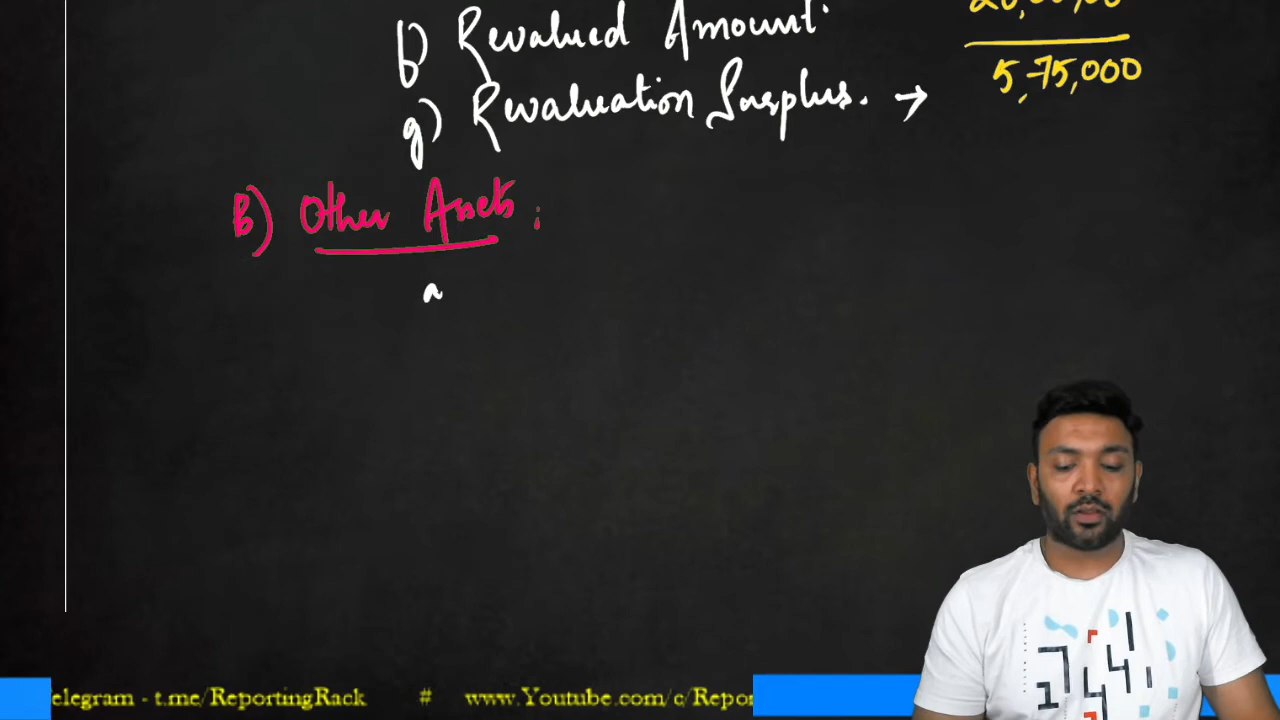 f) Revalued Amount.
g) Revaluation Surplus. → 5,75,000
B) Other Assets :
a
elegram - t.me/ReportingRack # www.Youtube.com/c/Repor